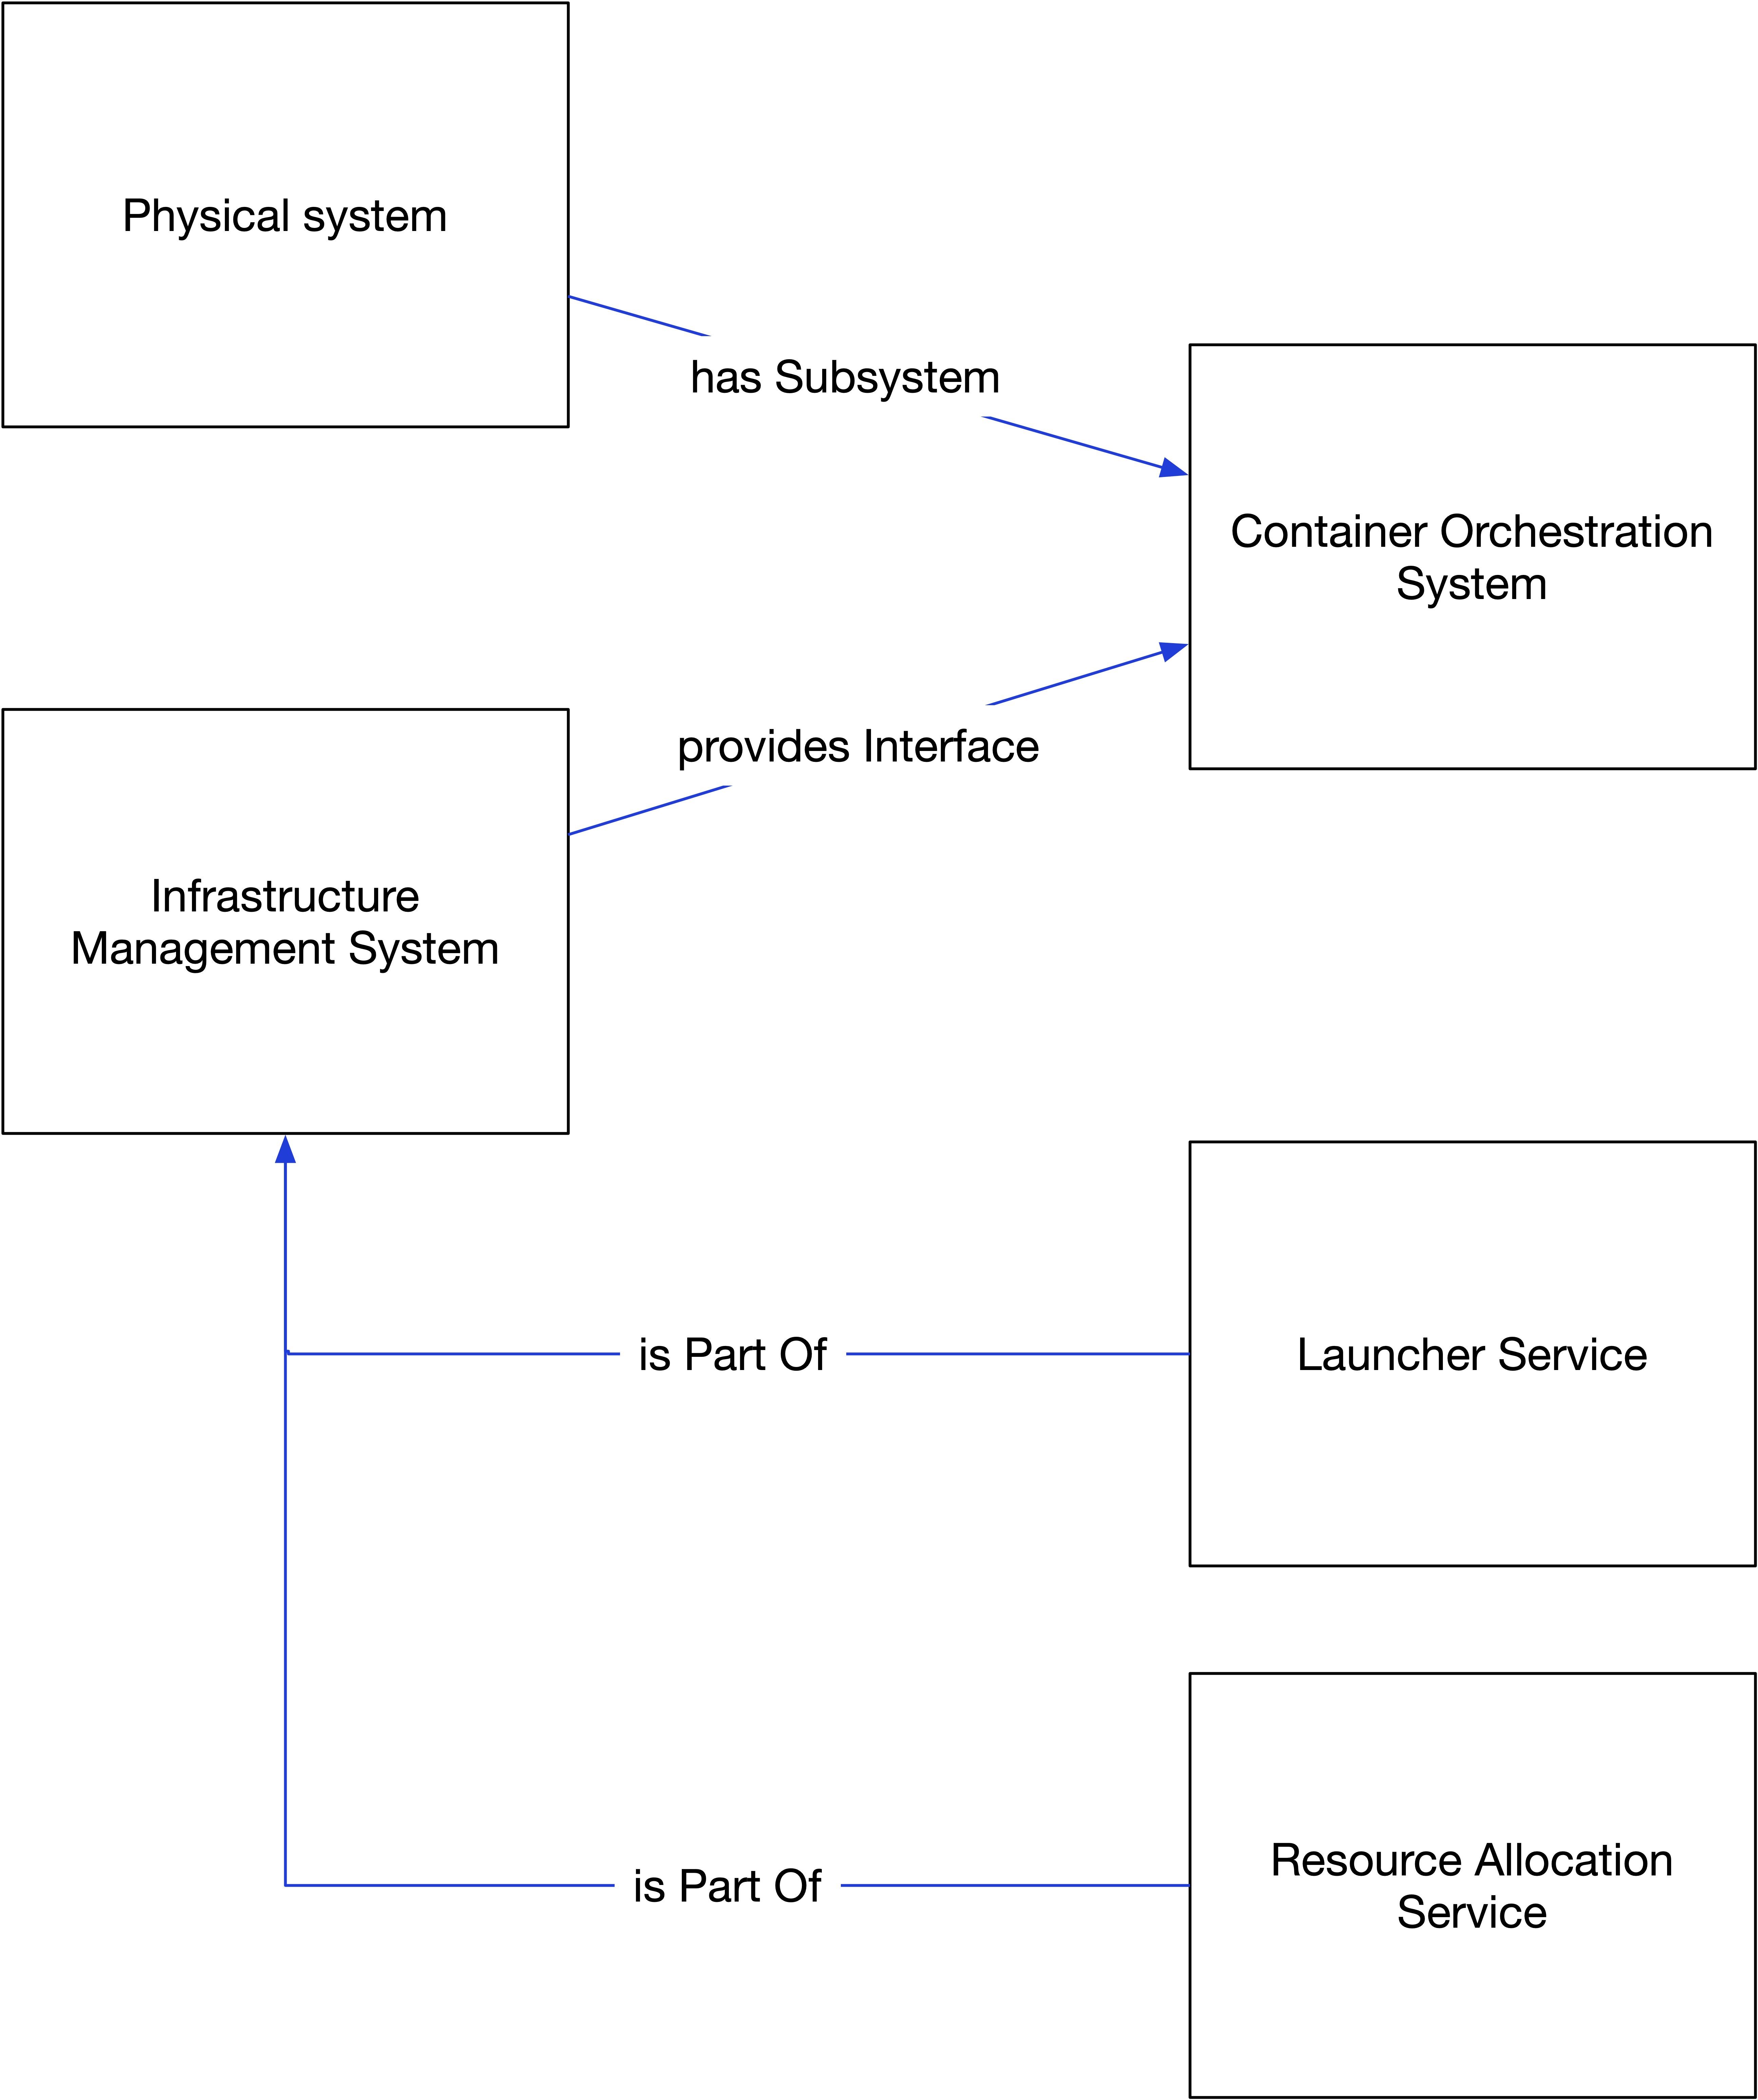 Physical system
has Subsystem
Container Orchestration
System
provides Interface
Infrastructure
Management System
is Part Of
Launcher Service
is Part Of
Resource Allocation
Service